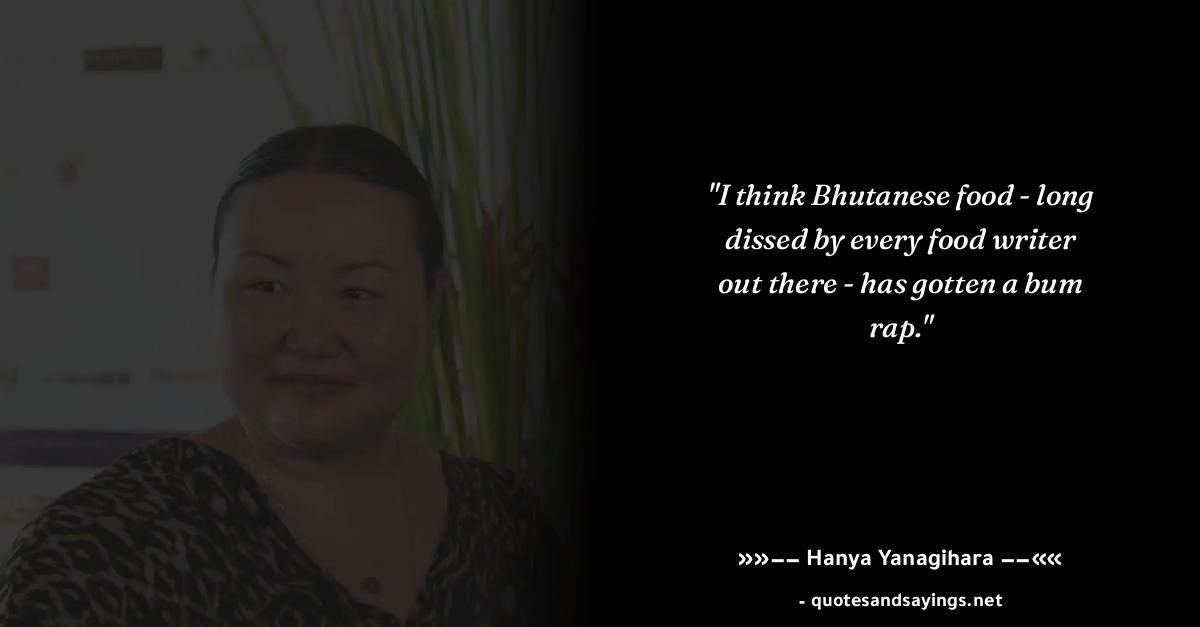 "I think Bhutanese food - long
dissed by every food writer
out there - has gotten a bum
rap."
»»−− Hanya Yanagihara −−««
- quotesandsayings.net